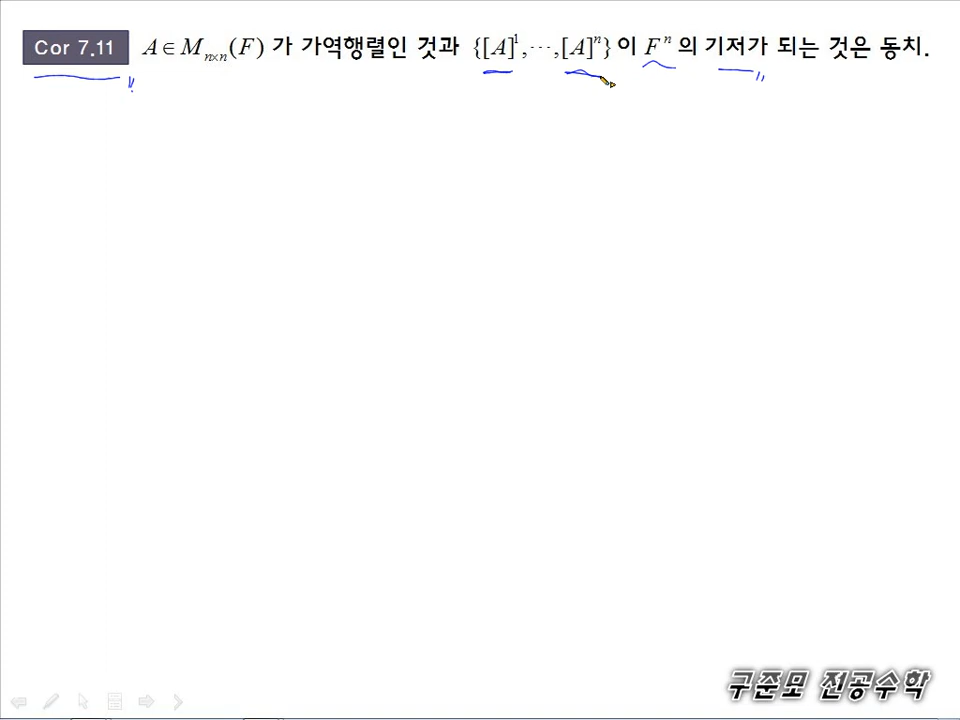 Cor 7.11 A ∈ M_{n×n}(F) 가 가역행렬인 것과 {[A]^1, ⋯, [A]^n} 이 F^n 의 기저가 되는 것은 동치.
구준모 전공수학